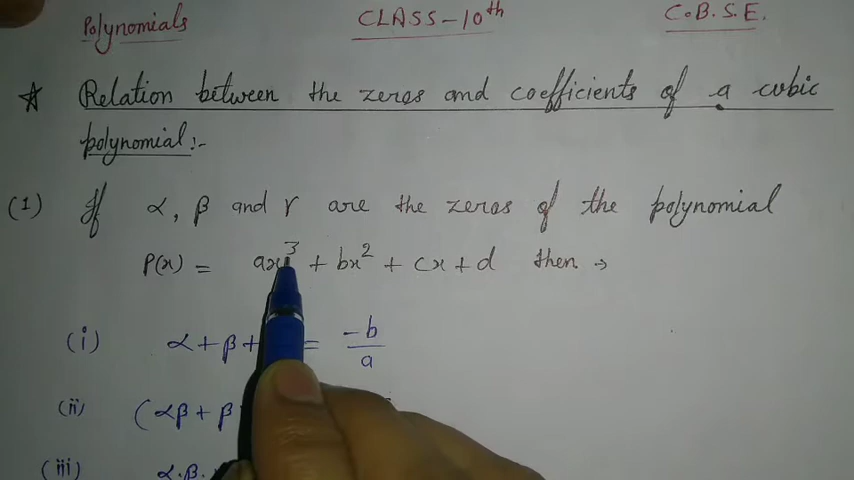 Polynomials CLASS-10th C.B.S.E.
☆ Relation between the zeros and coefficients of a cubic
polynomial:-
(1) If α, β and r are the zeros of the polynomial
P(x) = ax³ + bx² + cx + d then →
(i) α + β + = -b/a
(ii) (αβ + β
(iii) α.β.